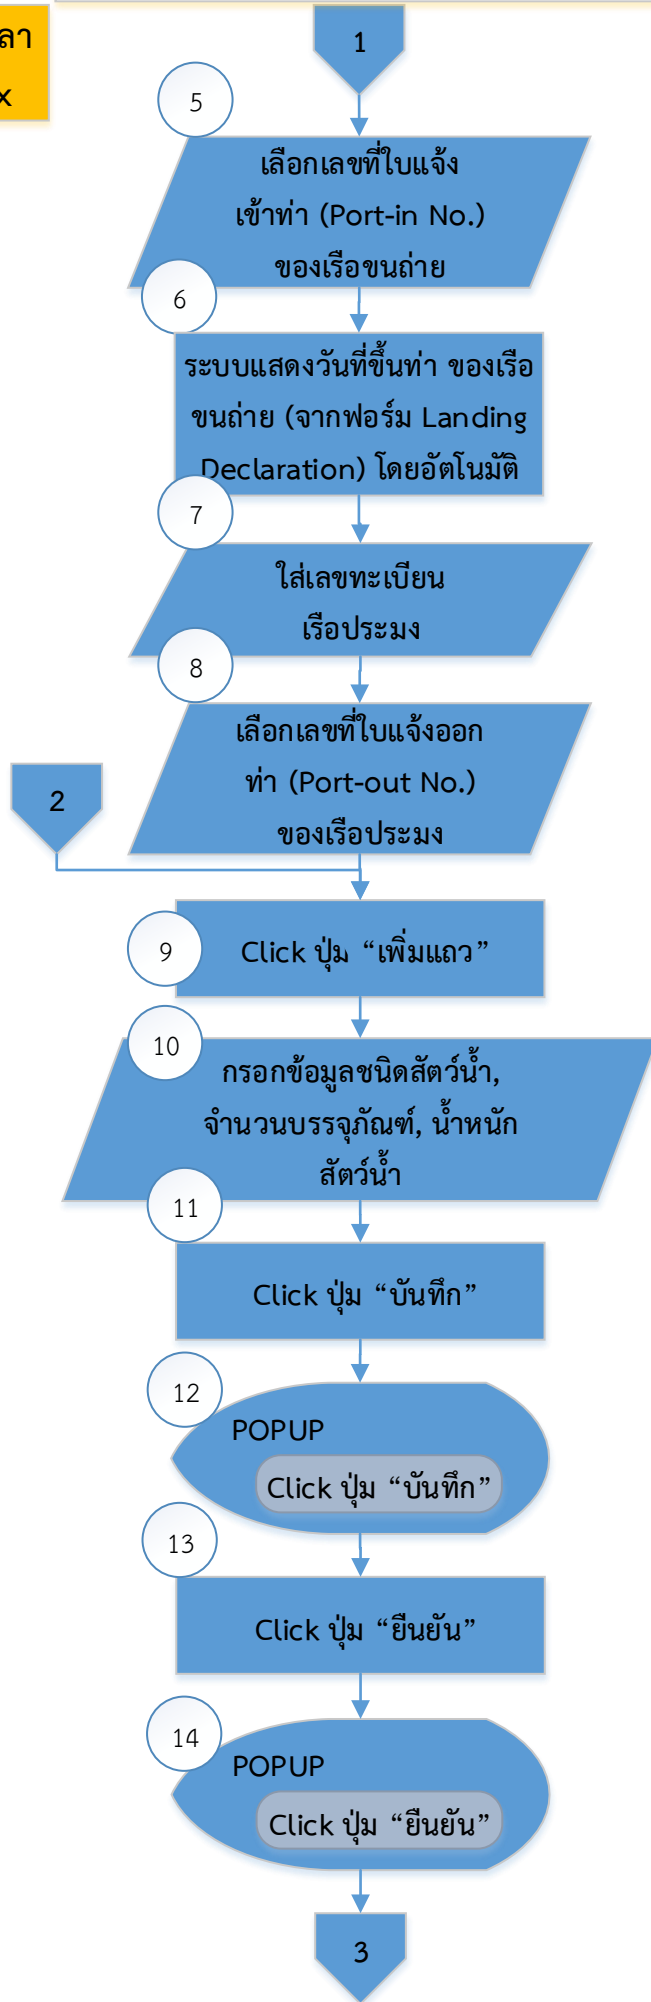 ลา
x
1
5
เลือกเลขที่ใบแจ้ง
เข้าท่า (Port-in No.)
ของเรือขนถ่าย
6
ระบบแสดงวันที่ขึ้นท่า ของเรือ
ขนถ่าย (จากฟอร์ม Landing
Declaration) โดยอัตโนมัติ
7
ใส่เลขทะเบียน
เรือประมง
8
เลือกเลขที่ใบแจ้งออก
ท่า (Port-out No.)
ของเรือประมง
2
9
Click ปุ่ม “เพิ่มแถว”
10
กรอกข้อมูลชนิดสัตว์น้ำ,
จำนวนบรรจุภัณฑ์, น้ำหนัก
สัตว์น้ำ
11
Click ปุ่ม “บันทึก”
12
POPUP
Click ปุ่ม “บันทึก”
13
Click ปุ่ม “ยืนยัน”
14
POPUP
Click ปุ่ม “ยืนยัน”
3